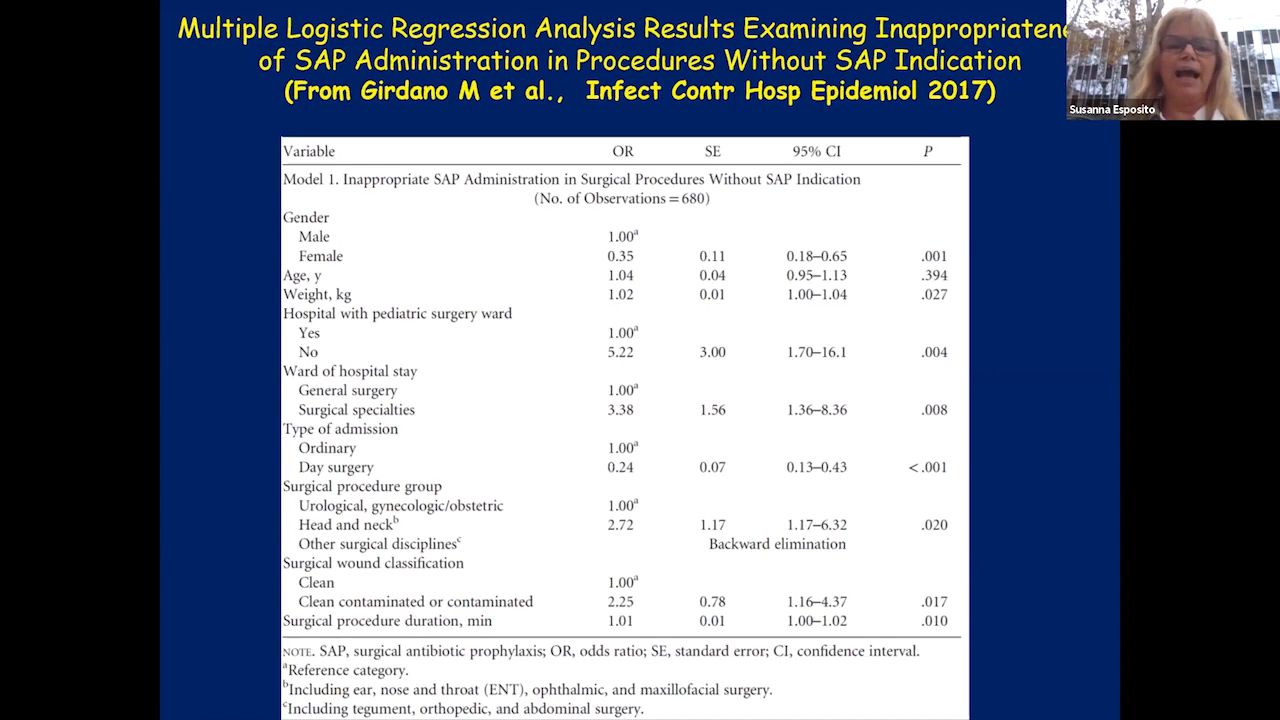 Multiple Logistic Regression Analysis Results Examining
of SAP Administration in Procedures Without SAP Indication
(From Girdano M et al., Infect Contr Hosp Epidemiol 2017)
Susanna Esposito
Variable OR SE 95% CI P
Model 1. Inappropriate SAP Administration in Surgical Procedures Without SAP Indication
(No. of Observations = 680)
Gender
Male 1.00a
Female 0.35 0.11 0.18–0.65 .001
Age, y 1.04 0.04 0.95–1.13 .394
Weight, kg 1.02 0.01 1.00–1.04 .027
Hospital with pediatric surgery ward
Yes 1.00a
No 5.22 3.00 1.70–16.1 .004
Ward of hospital stay
General surgery 1.00a
Surgical specialties 3.38 1.56 1.36–8.36 .008
Type of admission
Ordinary 1.00a
Day surgery 0.24 0.07 0.13–0.43 <.001
Surgical procedure group
Urological, gynecologic/obstetric 1.00a
Head and neckb 2.72 1.17 1.17–6.32 .020
Other surgical disciplinesc Backward elimination
Surgical wound classification
Clean 1.00a
Clean contaminated or contaminated 2.25 0.78 1.16–4.37 .017
Surgical procedure duration, min 1.01 0.01 1.00–1.02 .010
NOTE. SAP, surgical antibiotic prophylaxis; OR, odds ratio; SE, standard error; CI, confidence interval.
aReference category.
bIncluding ear, nose and throat (ENT), ophthalmic, and maxillofacial surgery.
cIncluding tegument, orthopedic, and abdominal surgery.